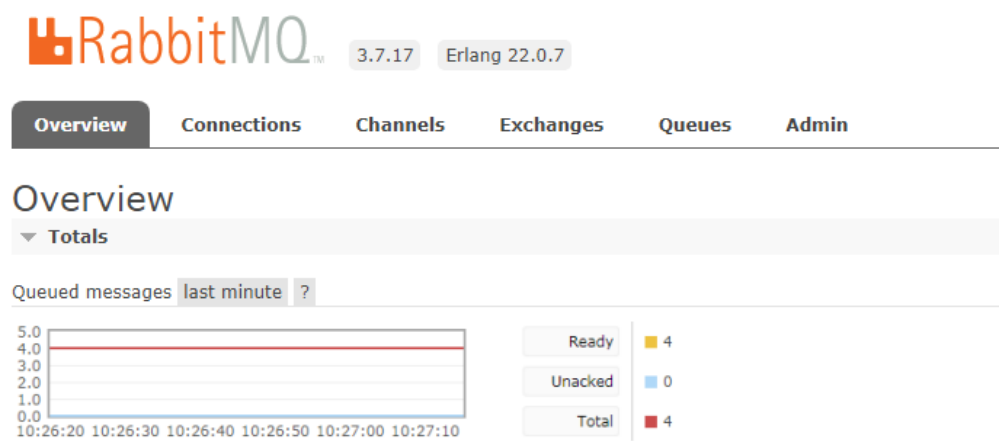 RabbitMQ TM 3.7.17 Erlang 22.0.7
Overview Connections Channels Exchanges Queues Admin
Overview
Totals
Queued messages last minute ?
5.0
4.0
3.0
2.0
1.0
0.0
10:26:20 10:26:30 10:26:40 10:26:50 10:27:00 10:27:10
Ready 4
Unacked 0
Total 4